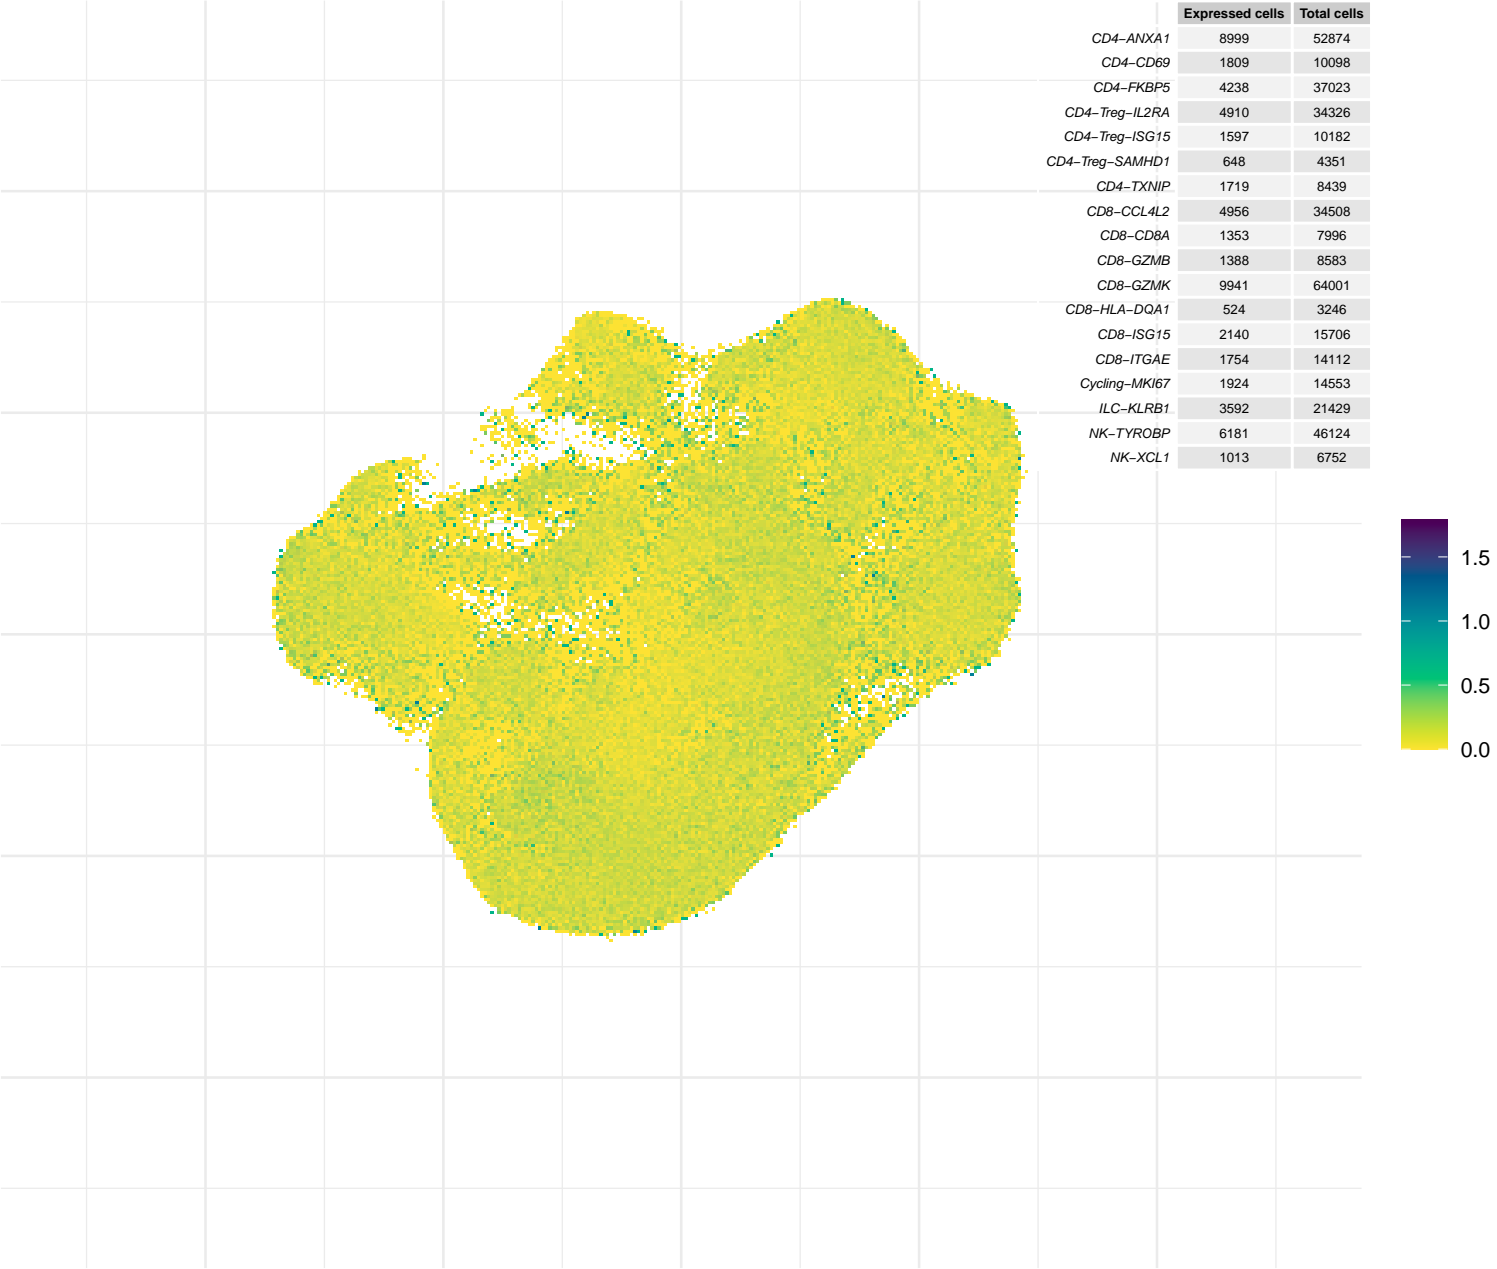 Expressed cells Total cells
CD4−ANXA1 8999 52874
CD4−CD69 1809 10098
CD4−FKBP5 4238 37023
CD4−Treg−IL2RA 4910 34326
CD4−Treg−ISG15 1597 10182
CD4−Treg−SAMHD1 648 4351
CD4−TXNIP 1719 8439
CD8−CCL4L2 4956 34508
CD8−CD8A 1353 7996
CD8−GZMB 1388 8583
CD8−GZMK 9941 64001
CD8−HLA−DQA1 524 3246
CD8−ISG15 2140 15706
CD8−ITGAE 1754 14112
Cycling−MKI67 1924 14553
ILC−KLRB1 3592 21429
NK−TYROBP 6181 46124
NK−XCL1 1013 6752
1.5
1.0
0.5
0.0